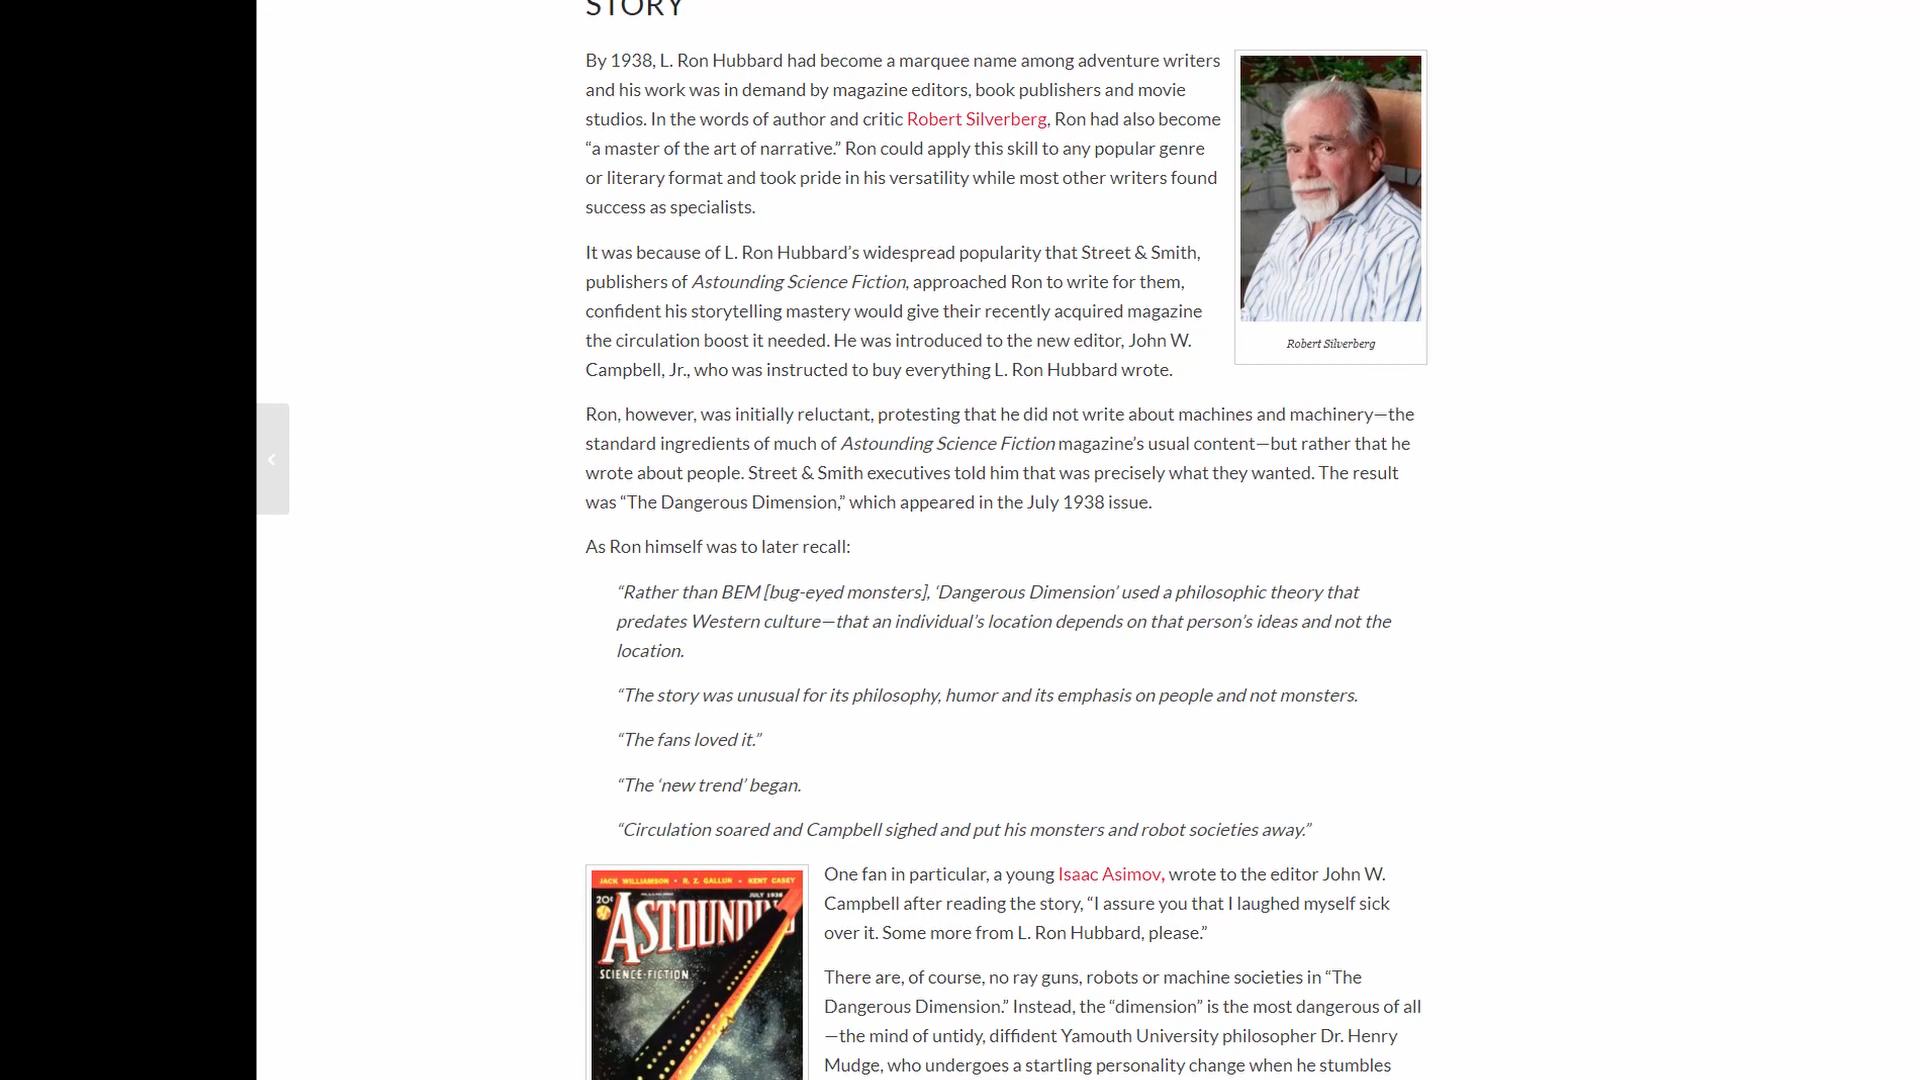 STORY
By 1938, L. Ron Hubbard had become a marquee name among adventure writers
and his work was in demand by magazine editors, book publishers and movie
studios. In the words of author and critic Robert Silverberg, Ron had also become
“a master of the art of narrative.” Ron could apply this skill to any popular genre
or literary format and took pride in his versatility while most other writers found
success as specialists.
Robert Silverberg
It was because of L. Ron Hubbard’s widespread popularity that Street & Smith,
publishers of Astounding Science Fiction, approached Ron to write for them,
confident his storytelling mastery would give their recently acquired magazine
the circulation boost it needed. He was introduced to the new editor, John W.
Campbell, Jr., who was instructed to buy everything L. Ron Hubbard wrote.
Ron, however, was initially reluctant, protesting that he did not write about machines and machinery—the
standard ingredients of much of Astounding Science Fiction magazine’s usual content—but rather that he
wrote about people. Street & Smith executives told him that was precisely what they wanted. The result
was “The Dangerous Dimension,” which appeared in the July 1938 issue.
As Ron himself was to later recall:
“Rather than BEM [bug-eyed monsters], ‘Dangerous Dimension’ used a philosophic theory that
predates Western culture—that an individual’s location depends on that person’s ideas and not the
location.
“The story was unusual for its philosophy, humor and its emphasis on people and not monsters.
“The fans loved it.”
“The ‘new trend’ began.
“Circulation soared and Campbell sighed and put his monsters and robot societies away.”
JACK WILLIAMSON • R. Z. GALLUN • KENT CASEY
JULY 1938
20¢
ASTOUNDING
SCIENCE-FICTION
One fan in particular, a young Isaac Asimov, wrote to the editor John W.
Campbell after reading the story, “I assure you that I laughed myself sick
over it. Some more from L. Ron Hubbard, please.”
There are, of course, no ray guns, robots or machine societies in “The
Dangerous Dimension.” Instead, the “dimension” is the most dangerous of all
—the mind of untidy, diffident Yamouth University philosopher Dr. Henry
Mudge, who undergoes a startling personality change when he stumbles